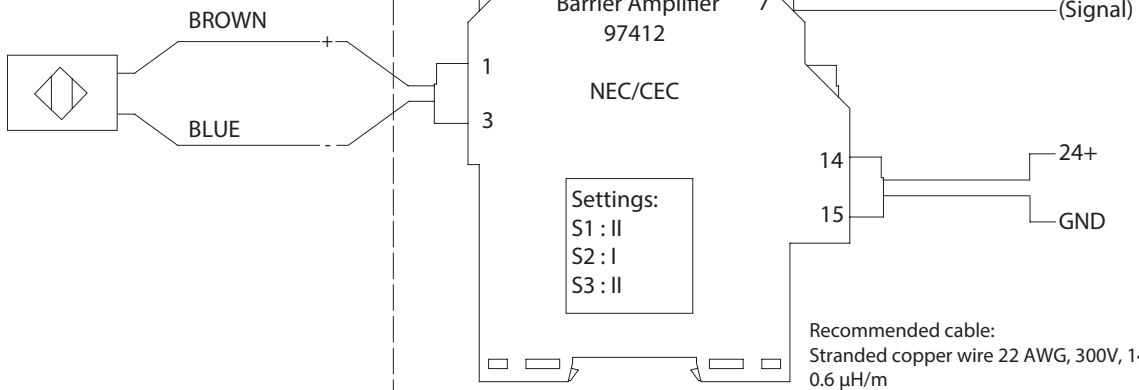 Barrier Amplifier
97412
NEC/CEC
7
(Signal)
BROWN
+
1
3
BLUE
-
14
15
24+
GND
Settings:
S1 : II
S2 : I
S3 : II
Recommended cable:
Stranded copper wire 22 AWG, 300V, 14
0.6 µH/m